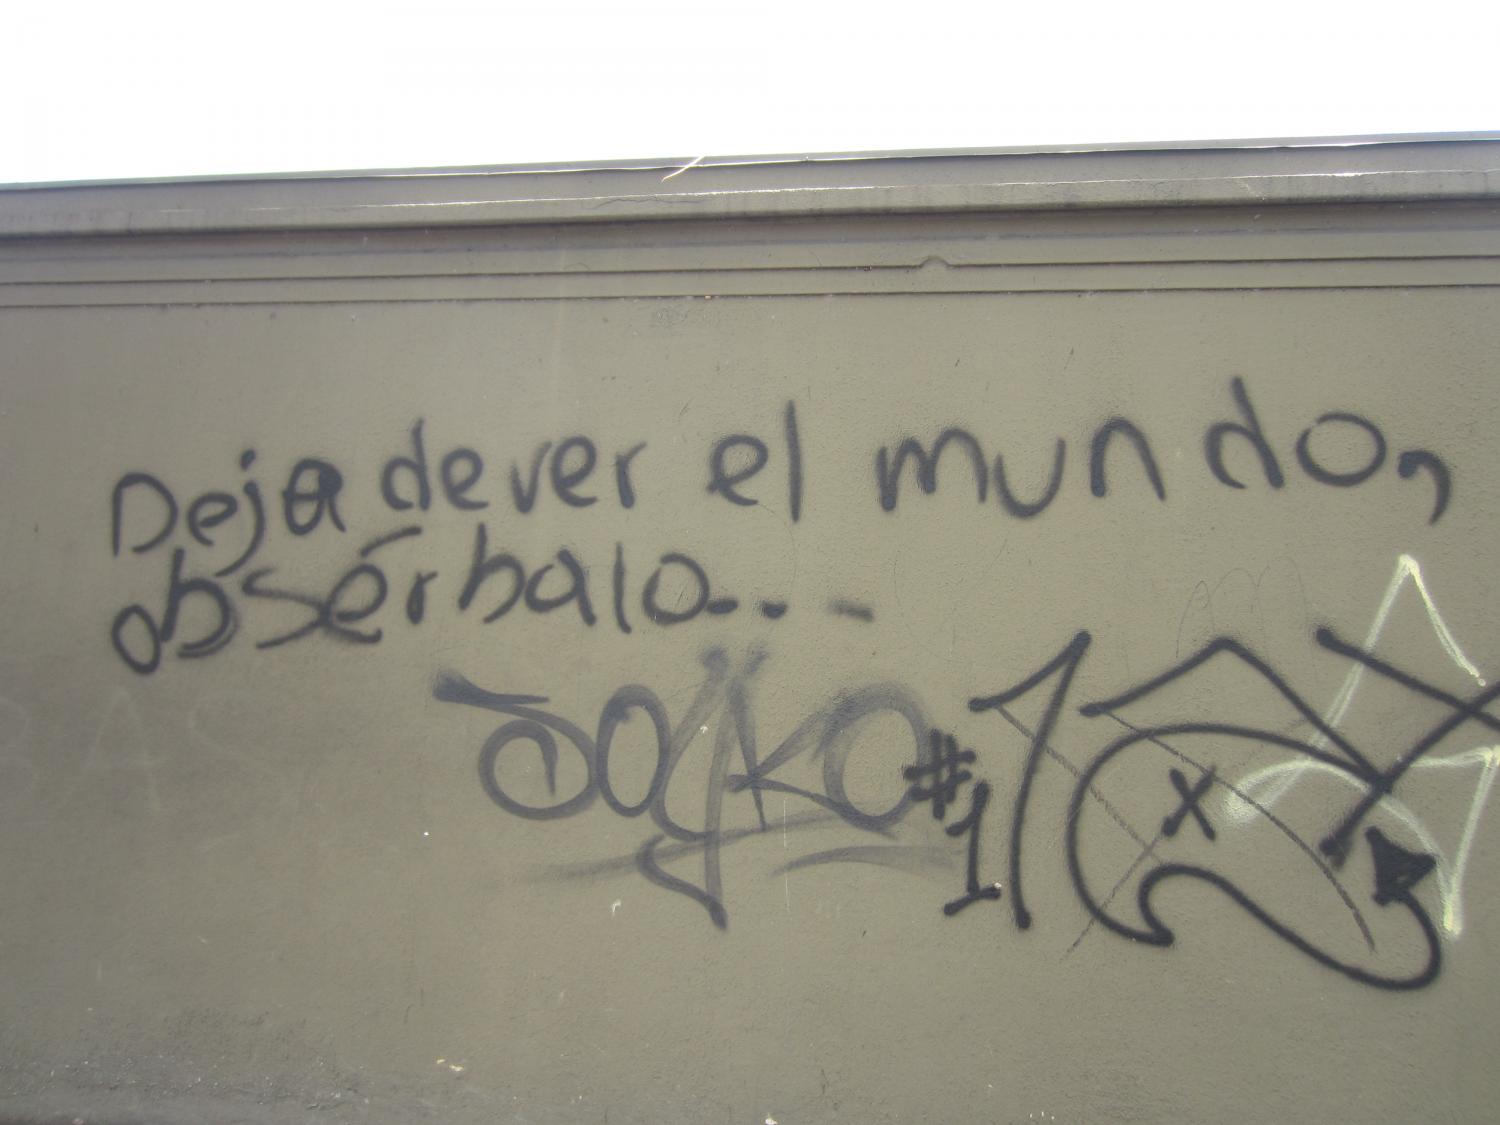 Deja de ver el mundo,
obsérbalo...
#1
x